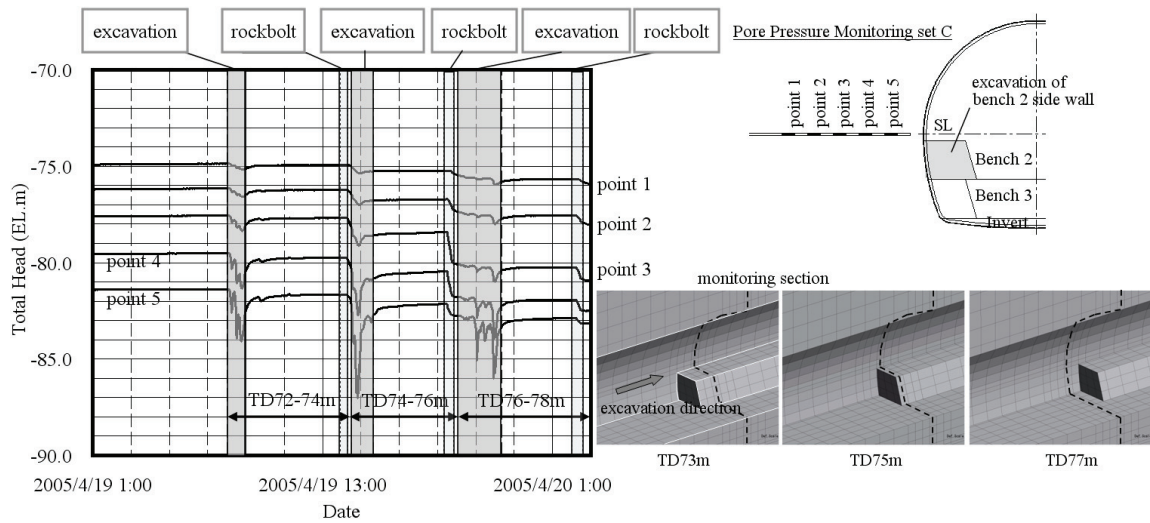 excavation
rockbolt
excavation
rockbolt
excavation
rockbolt
-70.0
-75.0
-80.0
-85.0
-90.0
Total Head (EL.m)
point 4
point 5
point 1
point 2
point 3
TD72-74m
TD74-76m
TD76-78m
2005/4/19 1:00
2005/4/19 13:00
2005/4/20 1:00
Date
Pore Pressure Monitoring set C
point 1
point 2
point 3
point 4
point 5
excavation of
bench 2 side wall
SL
Bench 2
Bench 3
Invert
monitoring section
excavation direction
TD73m
TD75m
TD77m